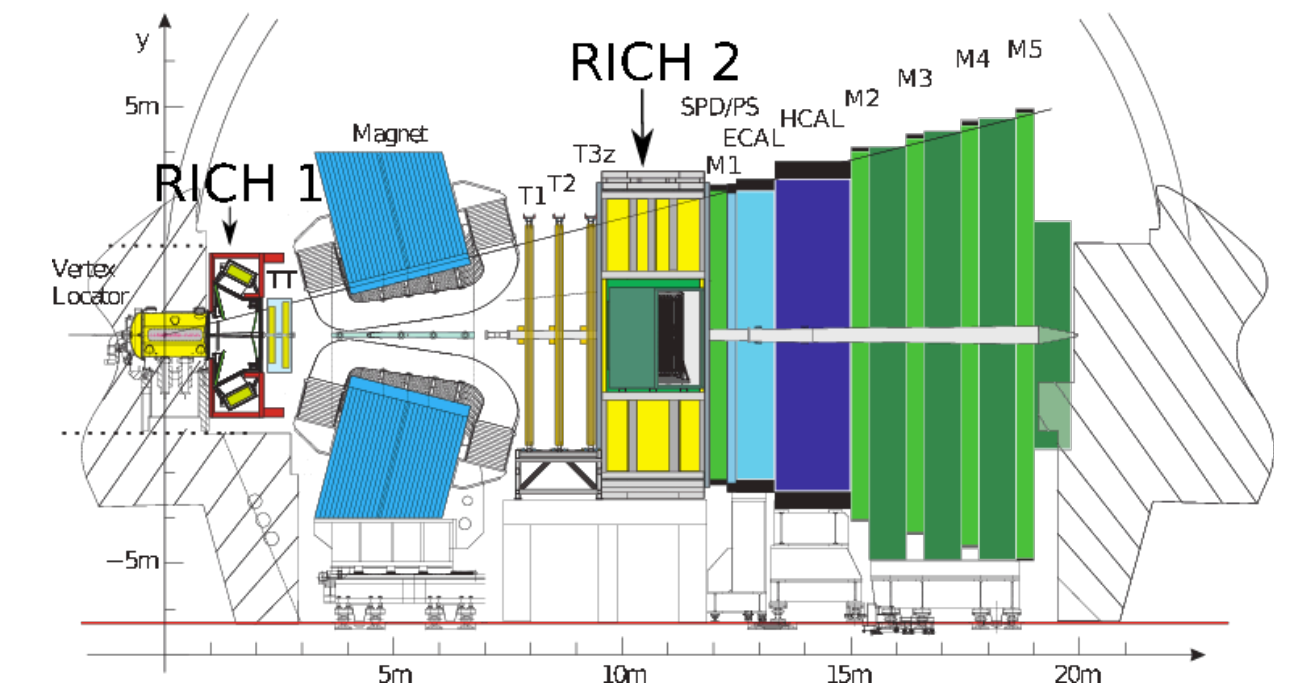 y
5m
Magnet
RICH 1
Vertex
Locator
TT
T1
T2
T3z
RICH 2
SPD/PS
ECAL
HCAL
M1
M2
M3
M4
M5
−5m
5m
10m
15m
20m